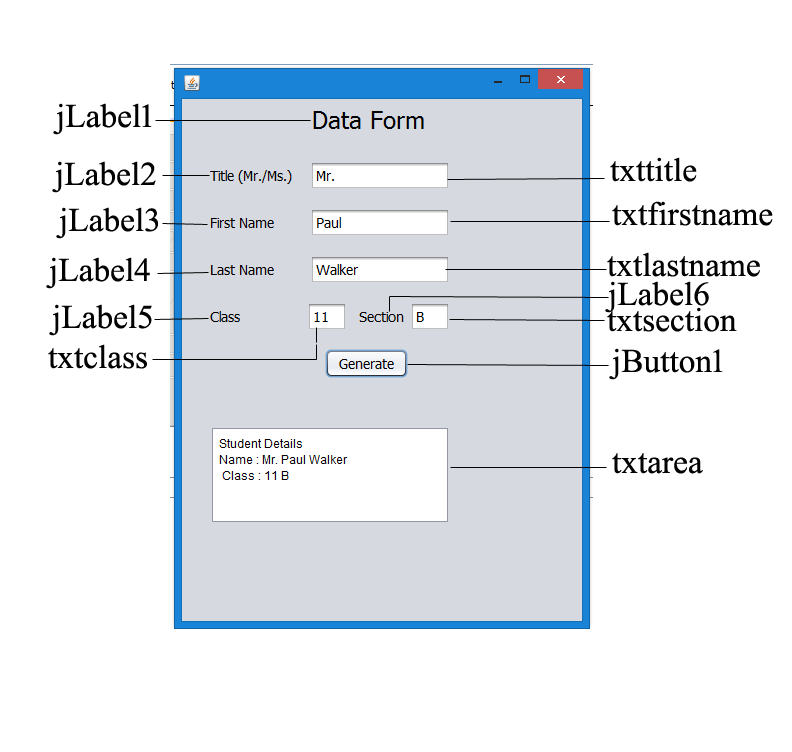 t
jLabel1
Data Form
jLabel2
Title (Mr./Ms.)
Mr.
txttitle
jLabel3
First Name
Paul
txtfirstname
jLabel4
Last Name
Walker
txtlastname
jLabel6
jLabel5
Class
11
Section
B
txtsection
txtclass
Generate
jButton1
Student Details
Name : Mr. Paul Walker
Class : 11 B
txtarea